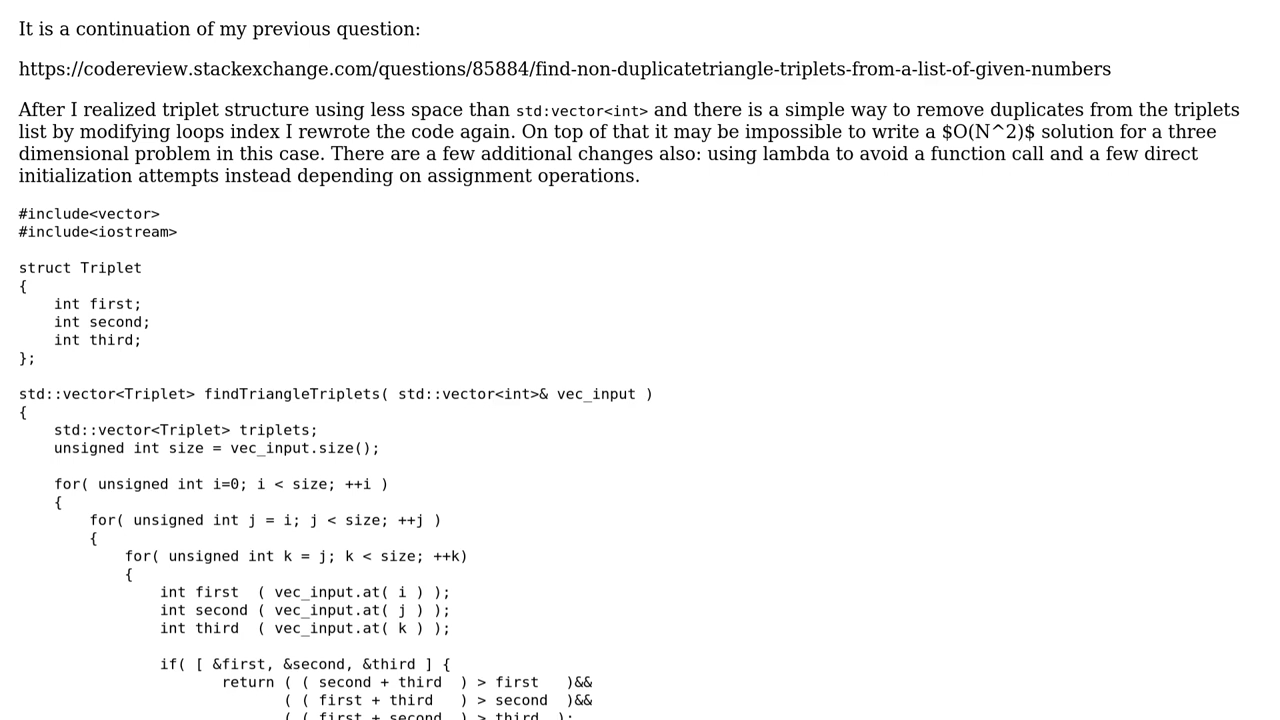 It is a continuation of my previous question:
https://codereview.stackexchange.com/questions/85884/find-non-duplicatetriangle-triplets-from-a-list-of-given-numbers
After I realized triplet structure using less space than std:vector<int> and there is a simple way to remove duplicates from the triplets
list by modifying loops index I rewrote the code again. On top of that it may be impossible to write a $O(N^2)$ solution for a three
dimensional problem in this case. There are a few additional changes also: using lambda to avoid a function call and a few direct
initialization attempts instead depending on assignment operations.
#include<vector>
#include<iostream>
struct Triplet
{
    int first;
    int second;
    int third;
};
std::vector<Triplet> findTriangleTriplets( std::vector<int>& vec_input )
{
    std::vector<Triplet> triplets;
    unsigned int size = vec_input.size();
    for( unsigned int i=0; i < size; ++i )
    {
        for( unsigned int j = i; j < size; ++j )
        {
            for( unsigned int k = j; k < size; ++k)
            {
                int first  ( vec_input.at( i ) );
                int second ( vec_input.at( j ) );
                int third  ( vec_input.at( k ) );
                if( [ &first, &second, &third ] {
                       return ( ( second + third  ) > first   )&&
                              ( ( first + third   ) > second  )&&
                              ( ( first + second  ) > third  );